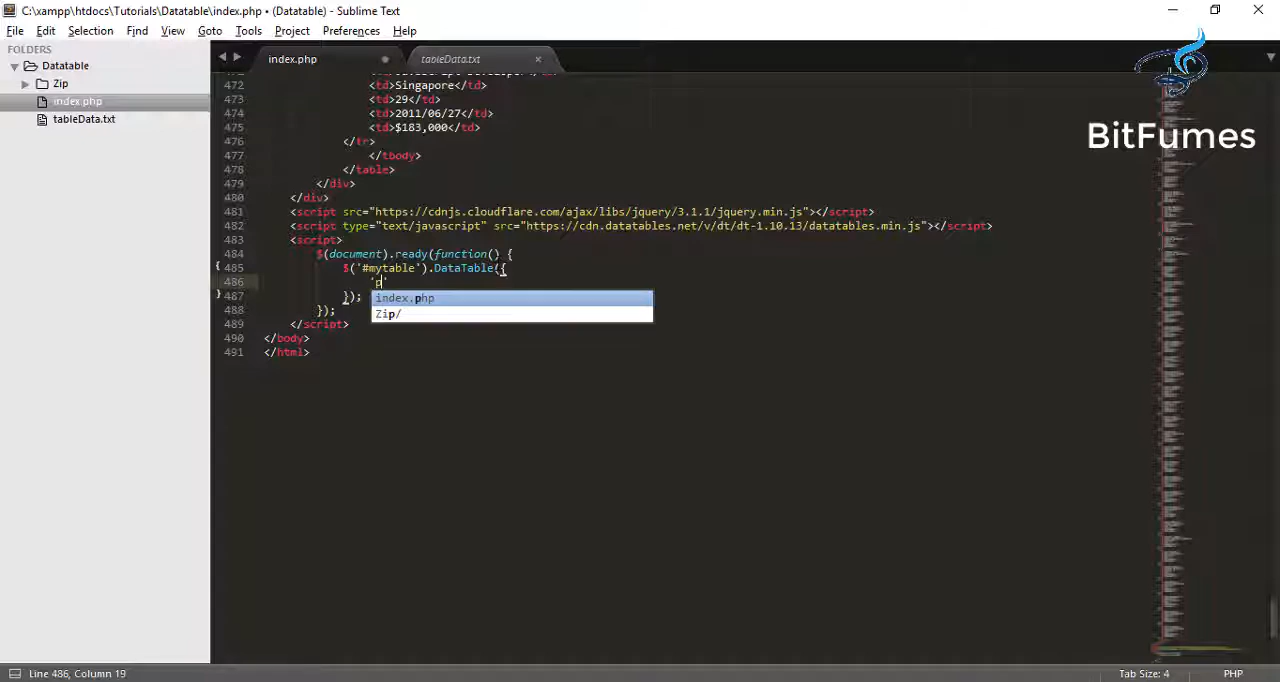 C:\xampp\htdocs\Tutorials\Datatable\index.php • (Datatable) - Sublime Text
File Edit Selection Find View Goto Tools Project Preferences Help
FOLDERS
Datatable
Zip
index.php
tableData.txt
index.php
tableData.txt
BitFumes
472 <td>Singapore</td>
473 <td>29</td>
474 <td>2011/06/27</td>
475 <td>$183,000</td>
476 </tr>
477 </tbody>
478 </table>
479 </div>
480 </div>
481 <script src="https://cdnjs.cloudflare.com/ajax/libs/jquery/3.1.1/jquery.min.js"></script>
482 <script type="text/javascript" src="https://cdn.datatables.net/v/dt/dt-1.10.13/datatables.min.js"></script>
483 <script>
484 $(document).ready(function() {
485 $('#mytable').DataTable({
486 'p'
487 });
488 });
489 </script>
490 </body>
491 </html>
index.php
Zip/
Line 486, Column 19
Tab Size: 4
PHP